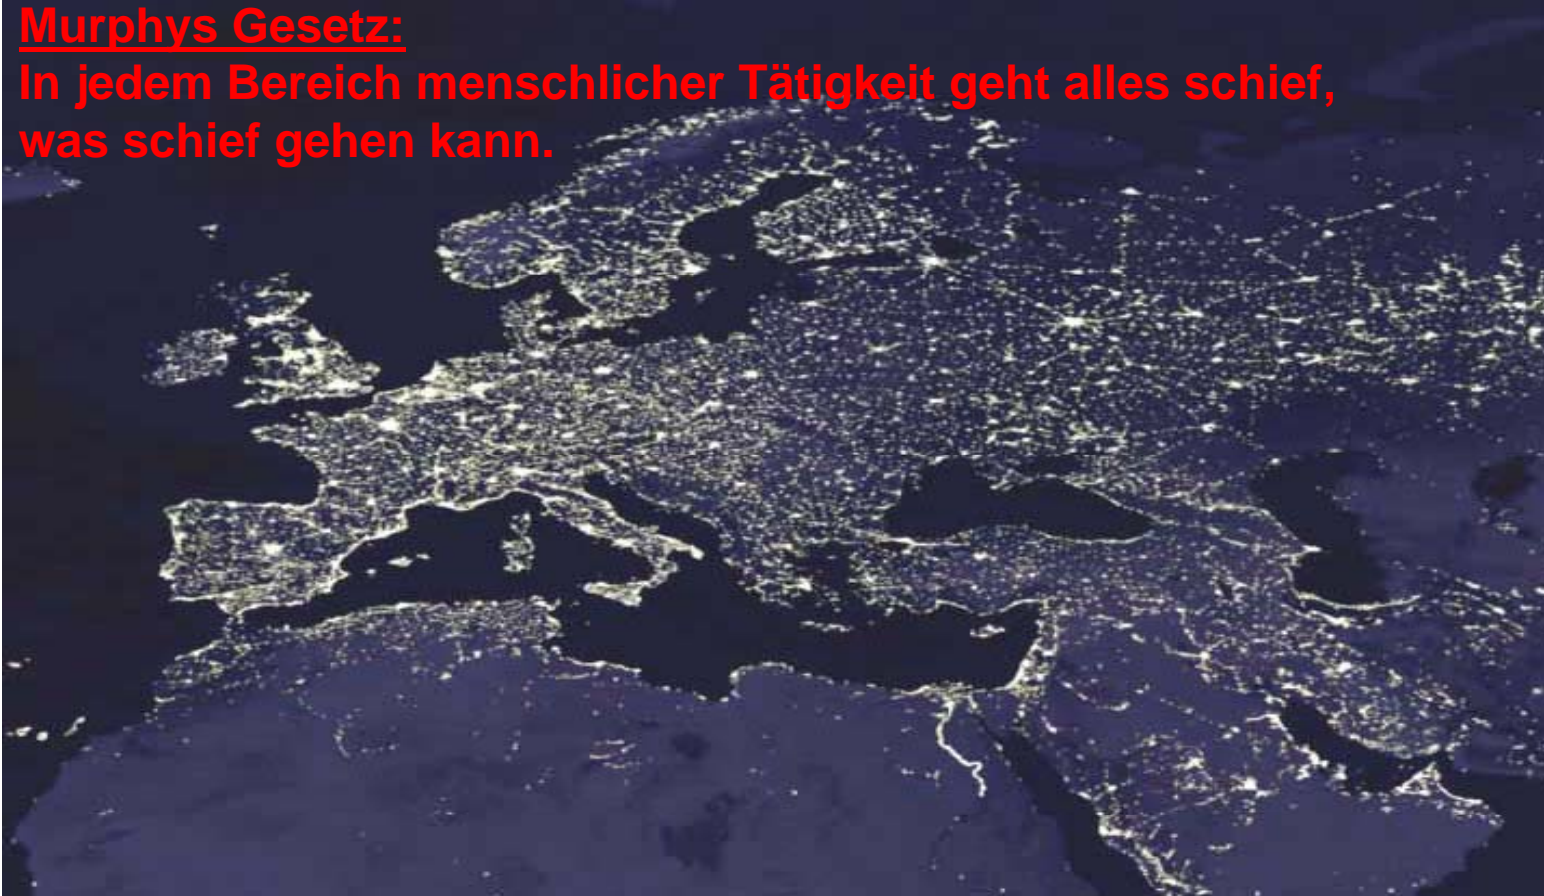 Murphys Gesetz:
In jedem Bereich menschlicher Tätigkeit geht alles schief,
was schief gehen kann.